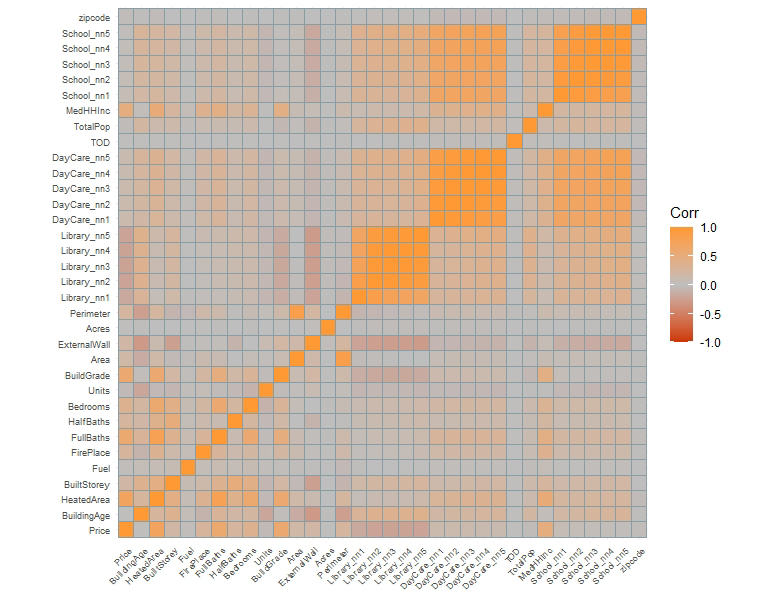 zipcode
School_nn5
School_nn4
School_nn3
School_nn2
School_nn1
MedHHInc
TotalPop
TOD
DayCare_nn5
DayCare_nn4
DayCare_nn3
DayCare_nn2
DayCare_nn1
Library_nn5
Library_nn4
Library_nn3
Library_nn2
Library_nn1
Perimeter
Acres
ExternalWall
Area
BuildGrade
Units
Bedrooms
HalfBaths
FullBaths
FirePlace
Fuel
BuiltStorey
HeatedArea
BuildingAge
Price
Price
BuildingAge
HeatedArea
BuiltStorey
Fuel
FirePlace
FullBaths
HalfBaths
Bedrooms
Units
BuildGrade
Area
ExternalWall
Acres
Perimeter
Library_nn1
Library_nn2
Library_nn3
Library_nn4
Library_nn5
DayCare_nn1
DayCare_nn2
DayCare_nn3
DayCare_nn4
DayCare_nn5
TOD
TotalPop
MedHHInc
School_nn1
School_nn2
School_nn3
School_nn4
School_nn5
zipcode
Corr
1.0
0.5
0.0
-0.5
-1.0